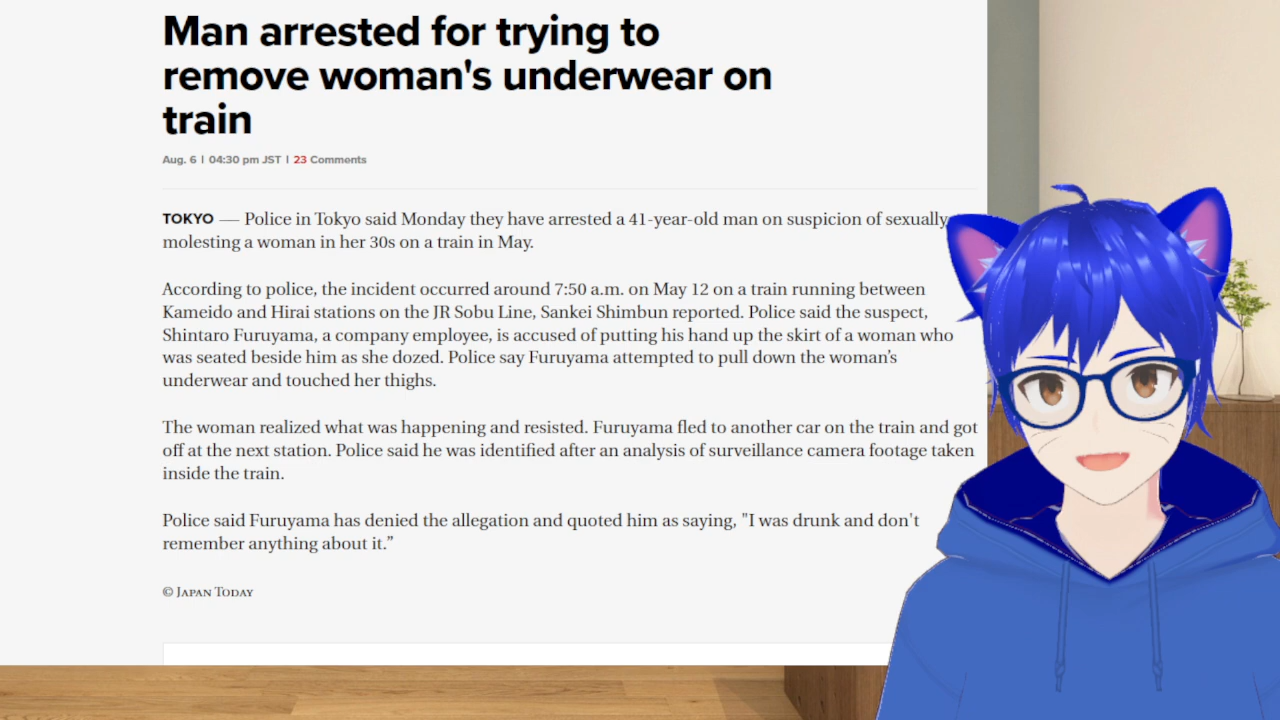 Man arrested for trying to
remove woman's underwear on
train
Aug. 6 | 04:30 pm JST | 23 Comments
TOKYO — Police in Tokyo said Monday they have arrested a 41-year-old man on suspicion of sexually
molesting a woman in her 30s on a train in May.
According to police, the incident occurred around 7:50 a.m. on May 12 on a train running between
Kameido and Hirai stations on the JR Sobu Line, Sankei Shimbun reported. Police said the suspect,
Shintaro Furuyama, a company employee, is accused of putting his hand up the skirt of a woman who
was seated beside him as she dozed. Police say Furuyama attempted to pull down the woman’s
underwear and touched her thighs.
The woman realized what was happening and resisted. Furuyama fled to another car on the train and got
off at the next station. Police said he was identified after an analysis of surveillance camera footage taken
inside the train.
Police said Furuyama has denied the allegation and quoted him as saying, "I was drunk and don't
remember anything about it.”
© Japan Today